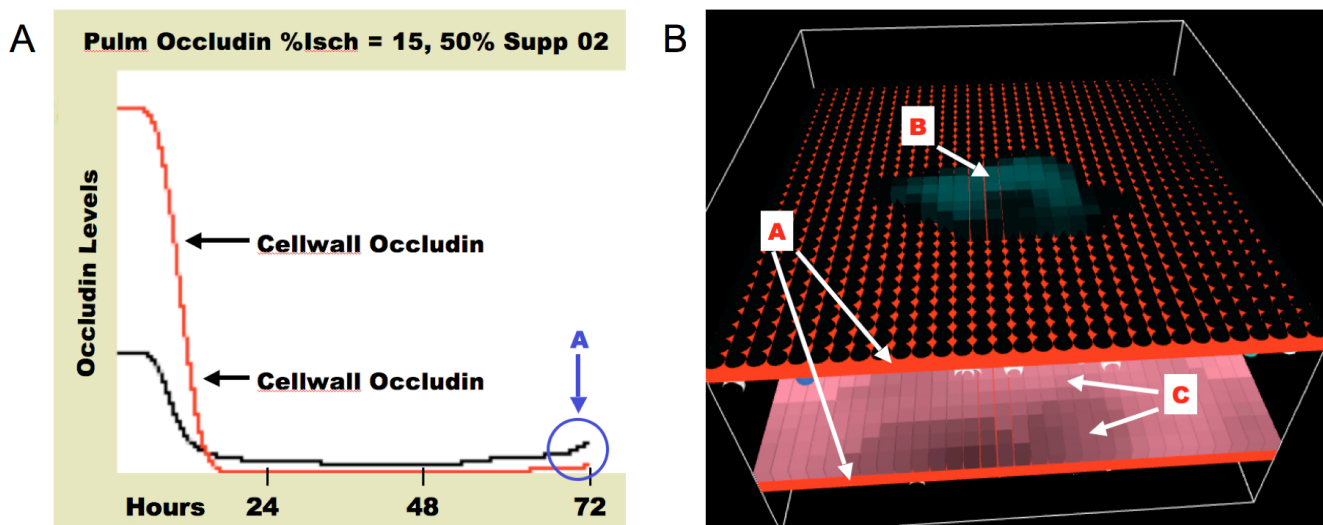 A
Pulm Occludin %Isch = 15, 50% Supp 02
Occludin Levels
Cellwall Occludin
Cellwall Occludin
A
Hours 24 48 72
B
B
A
C